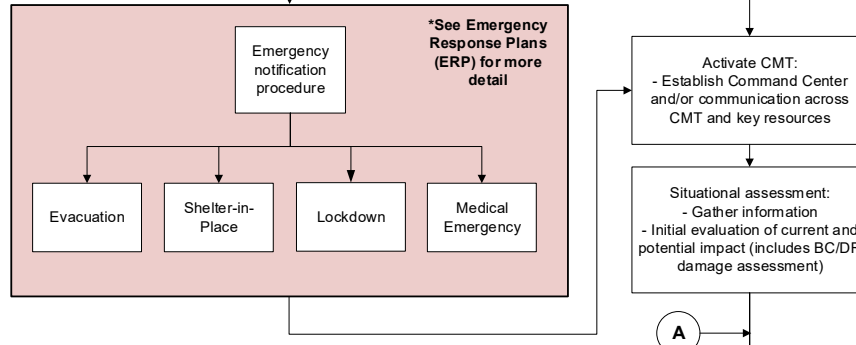 *See Emergency
Response Plans
(ERP) for more
detail
Emergency
notification
procedure
Evacuation
Shelter-in-
Place
Lockdown
Medical
Emergency
Activate CMT:
- Establish Command Center
and/or communication across
CMT and key resources
Situational assessment:
- Gather information
- Initial evaluation of current and
potential impact (includes BC/DR
damage assessment)
A